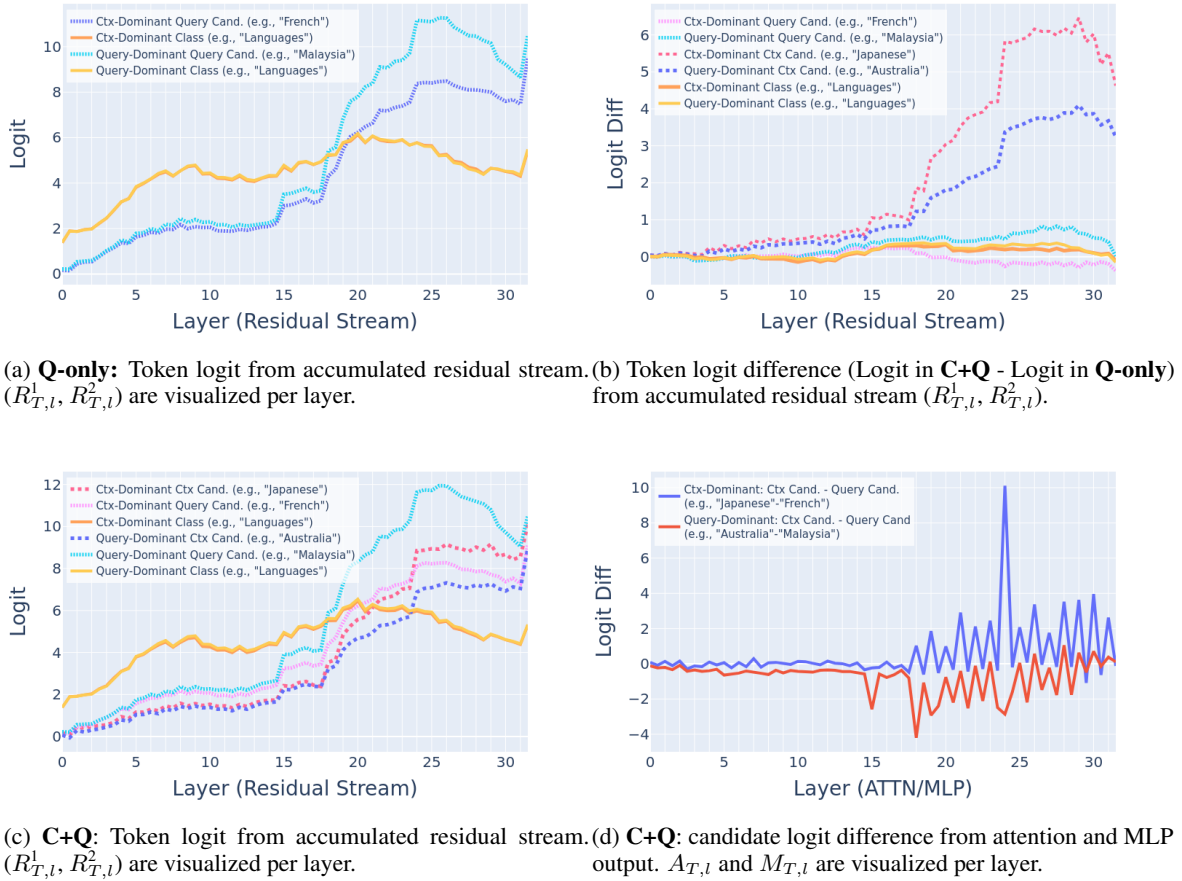 Ctx-Dominant Query Cand. (e.g., "French")
Ctx-Dominant Class (e.g., "Languages")
Query-Dominant Query Cand. (e.g., "Malaysia")
Query-Dominant Class (e.g., "Languages")
10
8
6
4
2
0
Logit
0 5 10 15 20 25 30
Layer (Residual Stream)
(a) Q-only: Token logit from accumulated residual stream.
(R^1_{T,l}, R^2_{T,l}) are visualized per layer.
Ctx-Dominant Query Cand. (e.g., "French")
Query-Dominant Query Cand. (e.g., "Malaysia")
Ctx-Dominant Ctx Cand. (e.g., "Japanese")
Query-Dominant Ctx Cand. (e.g., "Australia")
Ctx-Dominant Class (e.g., "Languages")
Query-Dominant Class (e.g., "Languages")
6
5
4
3
2
1
0
Logit Diff
0 5 10 15 20 25 30
Layer (Residual Stream)
(b) Token logit difference (Logit in C+Q - Logit in Q-only)
from accumulated residual stream (R^1_{T,l}, R^2_{T,l}).
Ctx-Dominant Ctx Cand. (e.g., "Japanese")
Ctx-Dominant Query Cand. (e.g., "French")
Ctx-Dominant Class (e.g., "Languages")
Query-Dominant Ctx Cand. (e.g., "Australia")
Query-Dominant Query Cand. (e.g., "Malaysia")
Query-Dominant Class (e.g., "Languages")
12
10
8
6
4
2
0
Logit
0 5 10 15 20 25 30
Layer (Residual Stream)
(c) C+Q: Token logit from accumulated residual stream.
(R^1_{T,l}, R^2_{T,l}) are visualized per layer.
Ctx-Dominant: Ctx Cand. - Query Cand.
(e.g., "Japanese"-"French")
Query-Dominant: Ctx Cand. - Query Cand
(e.g., "Australia"-"Malaysia")
10
8
6
4
2
0
−2
−4
Logit Diff
0 5 10 15 20 25 30
Layer (ATTN/MLP)
(d) C+Q: candidate logit difference from attention and MLP
output. A_{T,l} and M_{T,l} are visualized per layer.